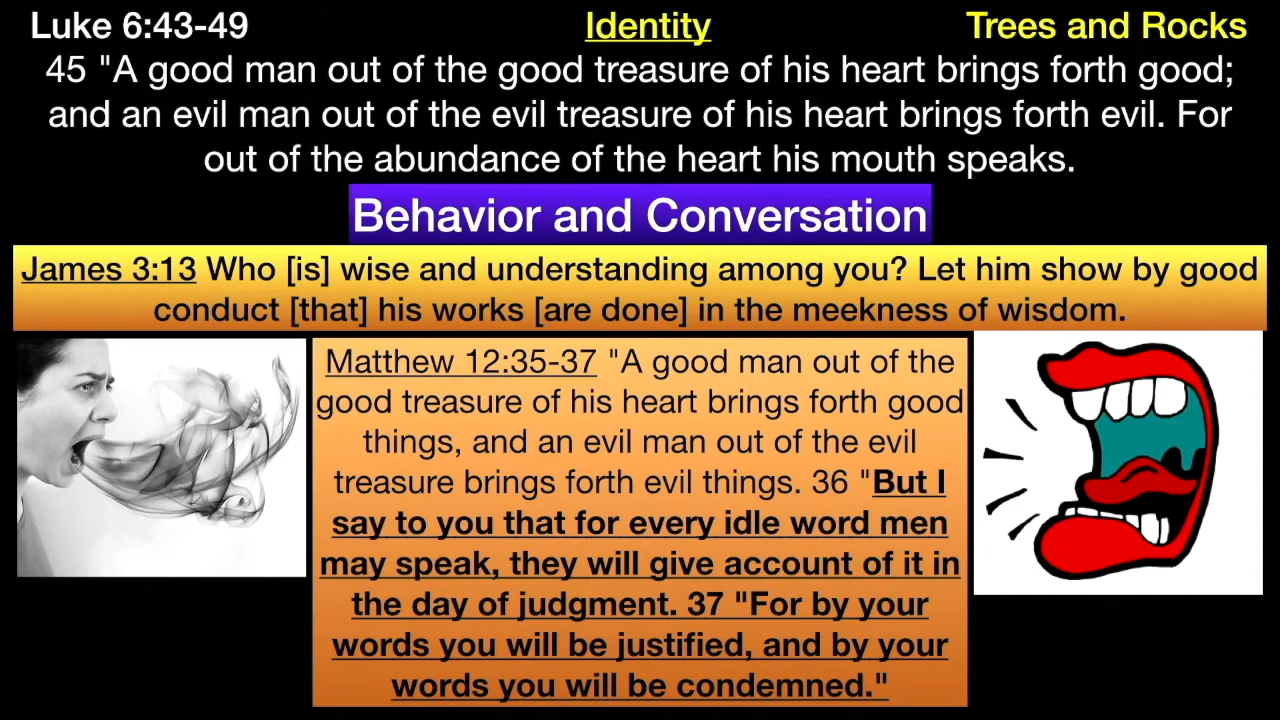 Luke 6:43-49 Identity Trees and Rocks
45 "A good man out of the good treasure of his heart brings forth good;
and an evil man out of the evil treasure of his heart brings forth evil. For
out of the abundance of the heart his mouth speaks.
Behavior and Conversation
James 3:13 Who [is] wise and understanding among you? Let him show by good
conduct [that] his works [are done] in the meekness of wisdom.
Matthew 12:35-37 "A good man out of the
good treasure of his heart brings forth good
things, and an evil man out of the evil
treasure brings forth evil things. 36 "But I
say to you that for every idle word men
may speak, they will give account of it in
the day of judgment. 37 "For by your
words you will be justified, and by your
words you will be condemned."